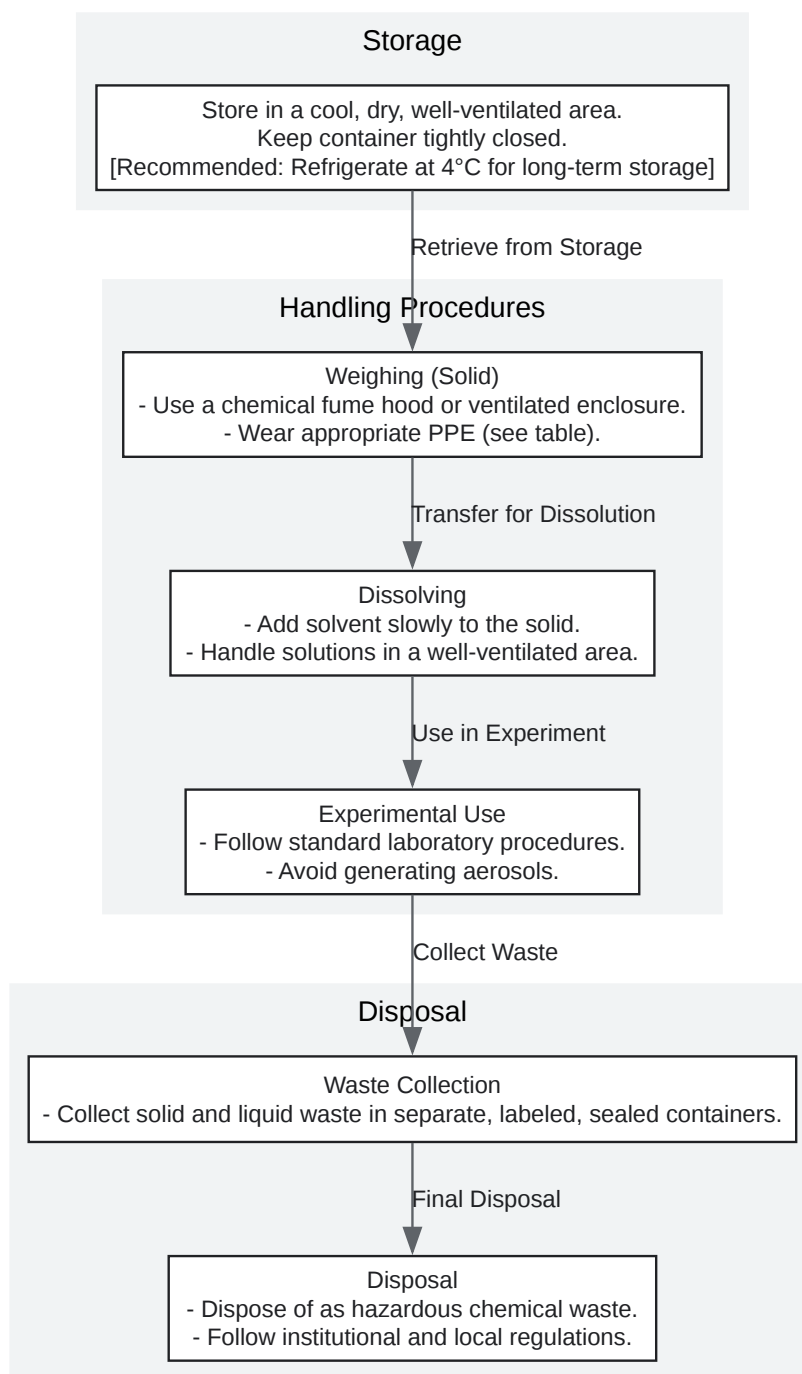 Storage
Store in a cool, dry, well-ventilated area.
Keep container tightly closed.
[Recommended: Refrigerate at 4°C for long-term storage]
Retrieve from Storage
Handling Procedures
Weighing (Solid)
- Use a chemical fume hood or ventilated enclosure.
- Wear appropriate PPE (see table).
Transfer for Dissolution
Dissolving
- Add solvent slowly to the solid.
- Handle solutions in a well-ventilated area.
Use in Experiment
Experimental Use
- Follow standard laboratory procedures.
- Avoid generating aerosols.
Collect Waste
Disposal
Waste Collection
- Collect solid and liquid waste in separate, labeled, sealed containers.
Final Disposal
Disposal
- Dispose of as hazardous chemical waste.
- Follow institutional and local regulations.